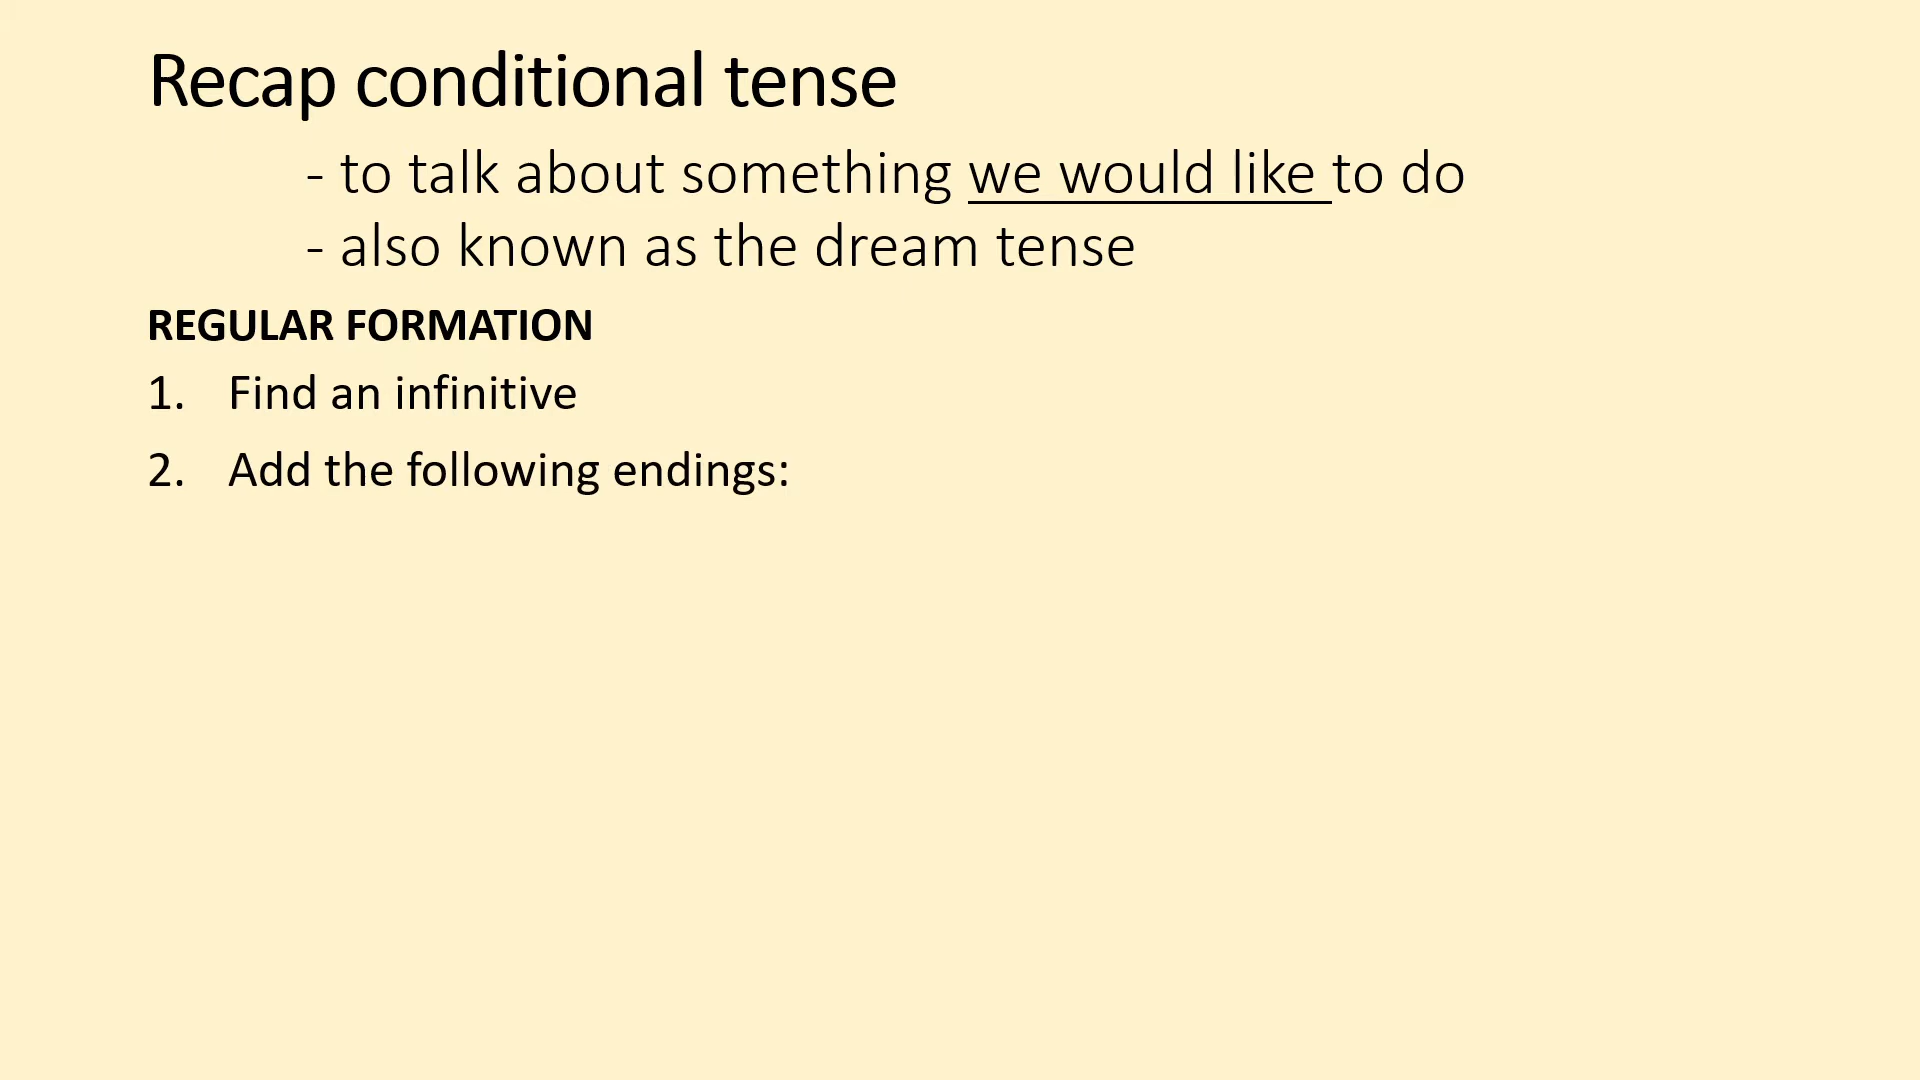 Recap conditional tense
- to talk about something we would like to do
- also known as the dream tense
REGULAR FORMATION
1. Find an infinitive
2. Add the following endings: